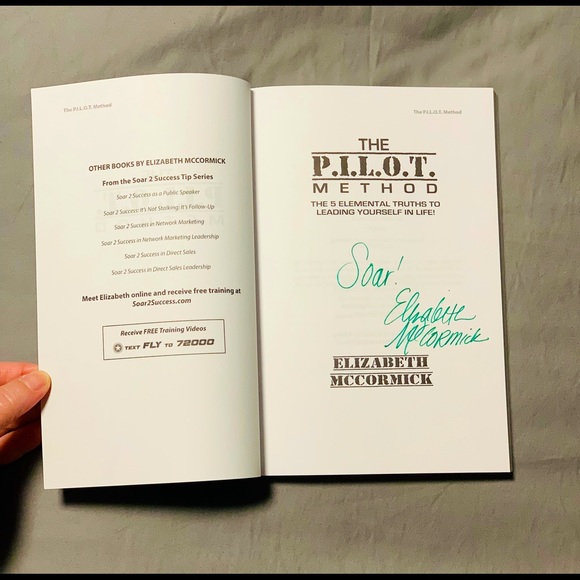 The P.I.L.O.T. Method
OTHER BOOKS BY ELIZABETH MCCORMICK
From the Soar 2 Success Tip Series
Soar 2 Success as a Public Speaker
Soar 2 Success: It's Not Stalking; It's Follow-Up
Soar 2 Success in Network Marketing
Soar 2 Success in Network Marketing Leadership
Soar 2 Success in Direct Sales
Soar 2 Success in Direct Sales Leadership
Meet Elizabeth online and receive free training at
Soar2Success.com
Receive FREE Training Videos
TEXT FLY TO 72000
The P.I.L.O.T. Method
THE
P.I.L.O.T.
METHOD
THE 5 ELEMENTAL TRUTHS TO
LEADING YOURSELF IN LIFE!
Soar!
Elizabeth
McCormick
ELIZABETH
MCCORMICK